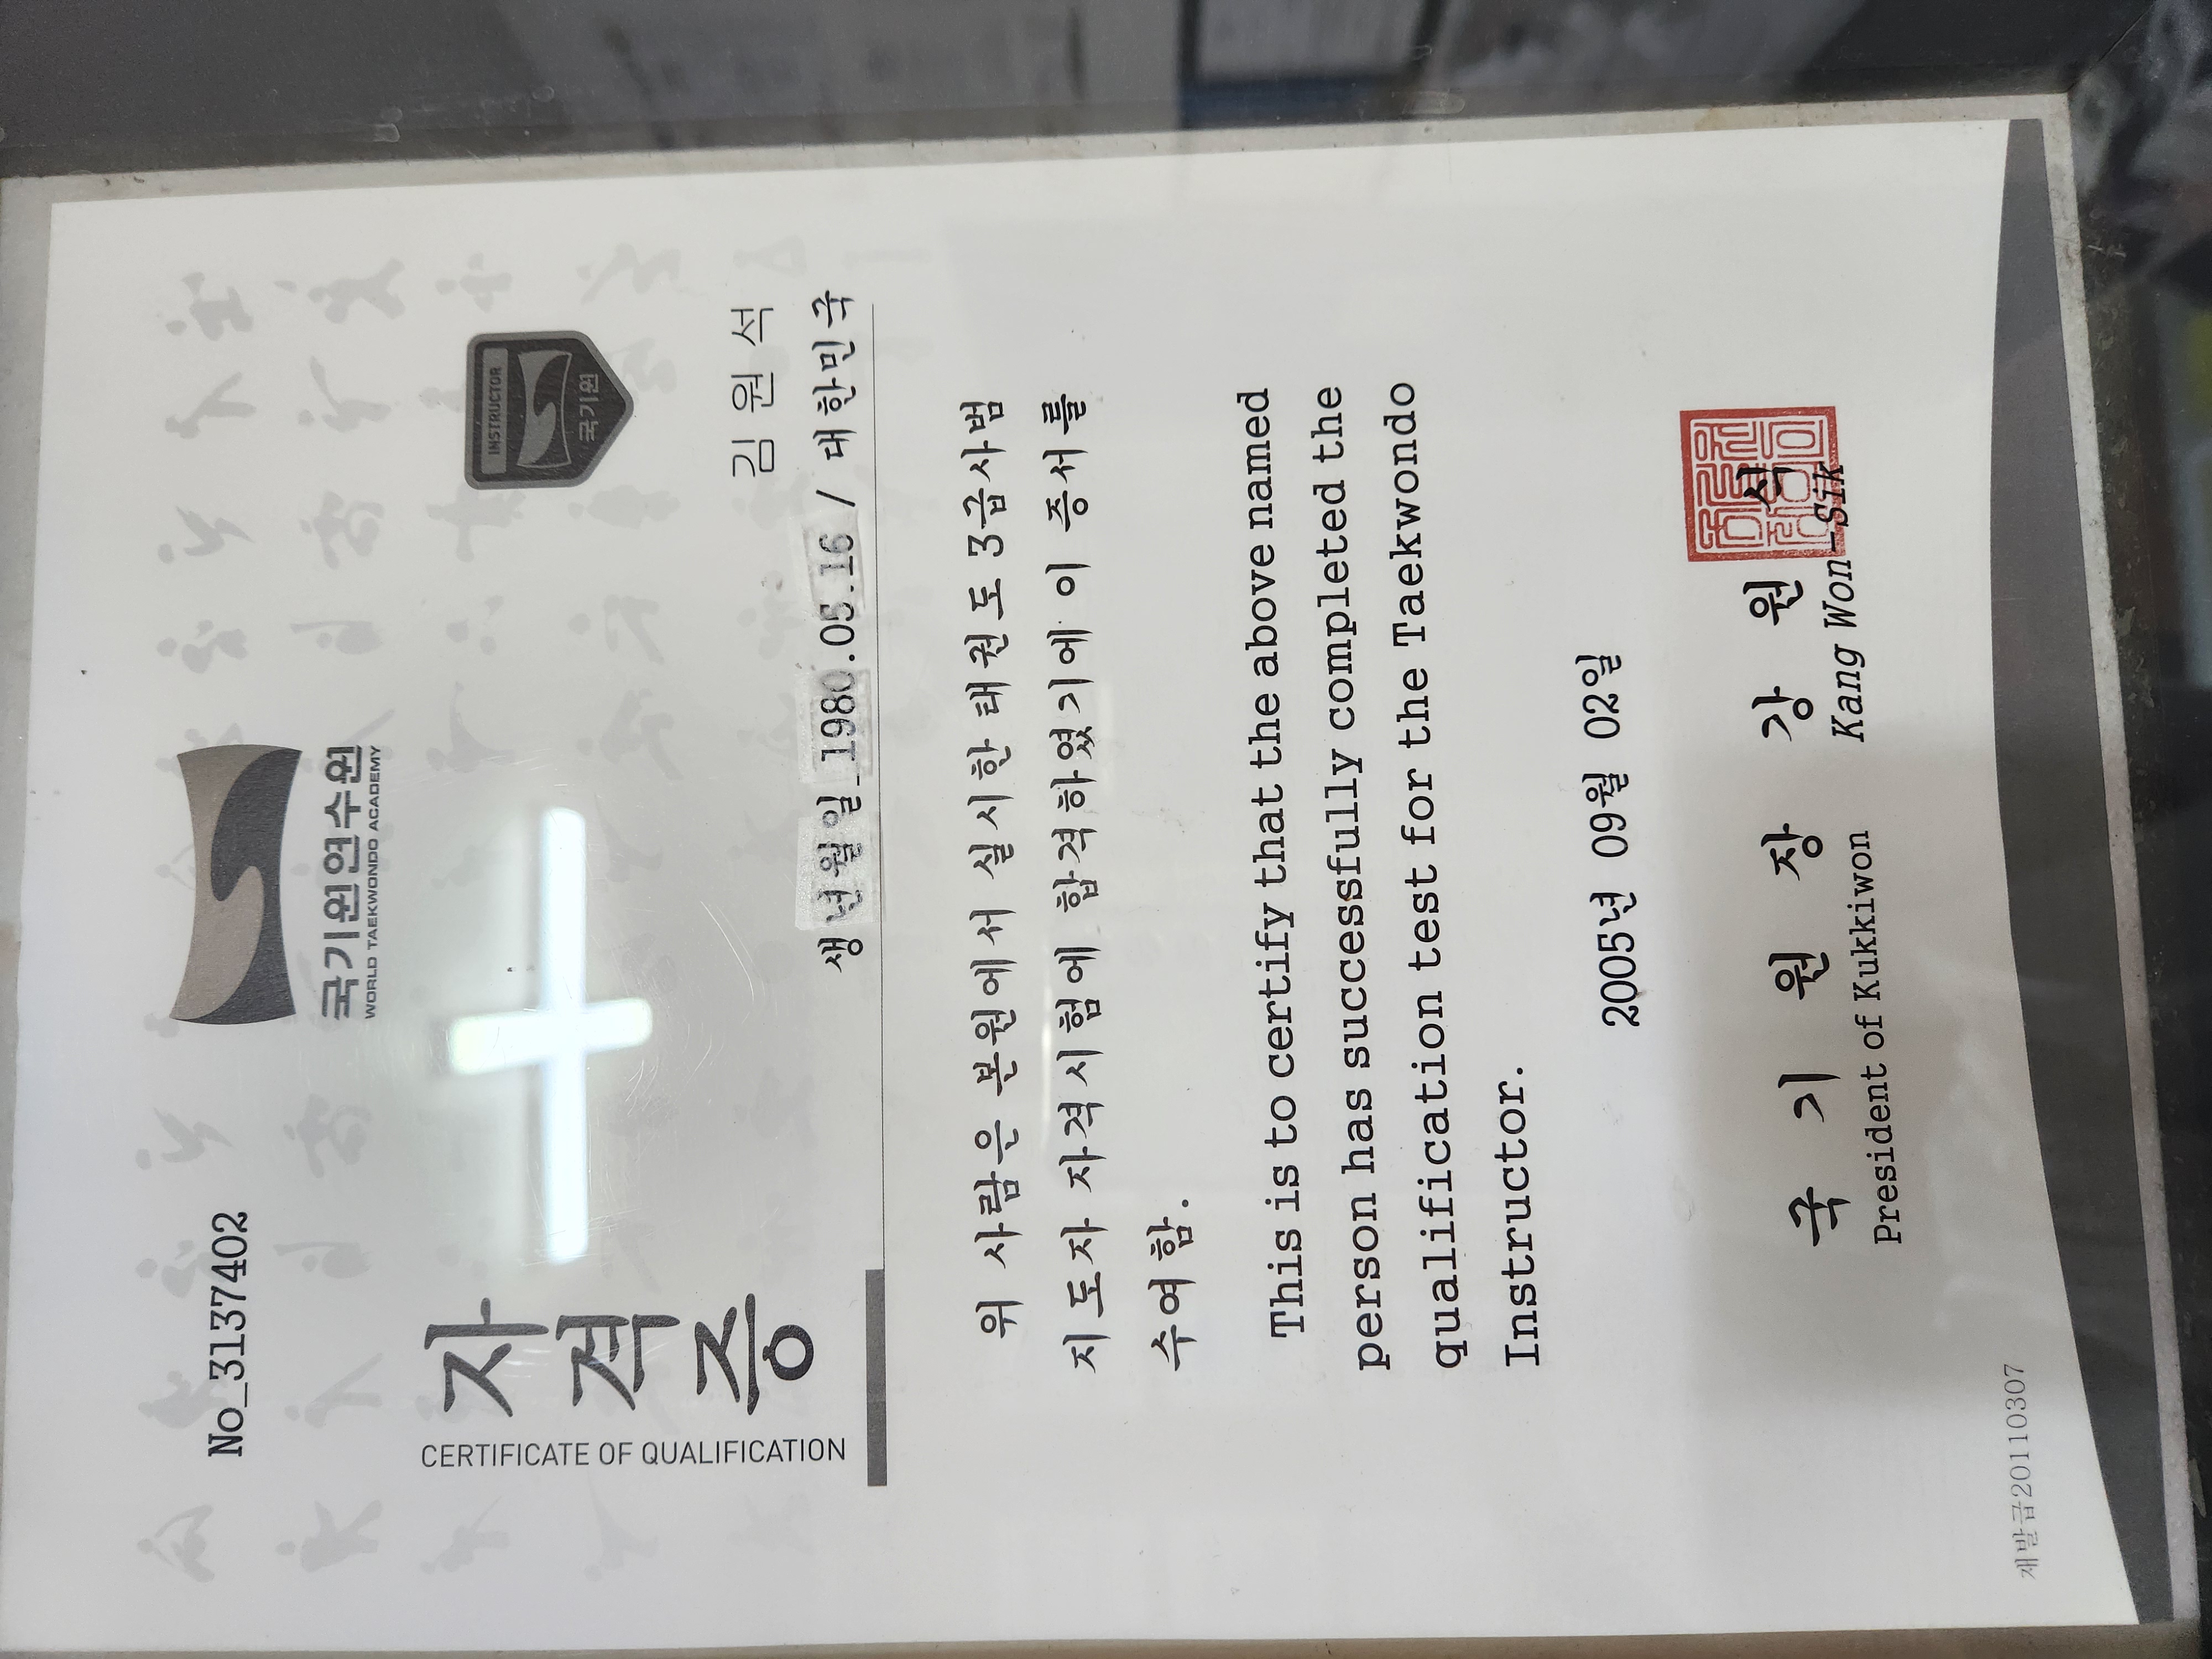 No_3137402
국기원연수원
WORLD TAEKWONDO ACADEMY
자격증
CERTIFICATE OF QUALIFICATION
INSTRUCTOR
국기원
김원석
생년월일_1980.05.16 / 대한민국
위 사람은 본원에서 실시한 태권도 3급사범
지도자 자격시험에 합격하였기에 이 증서를
수여함.
This is to certify that the above named
person has successfully completed the
qualification test for the Taekwondo
Instructor.
2005년 09월 02일
국 기 원 장 강 원 식
President of Kukkiwon Kang Won-Sik
재발급20110307